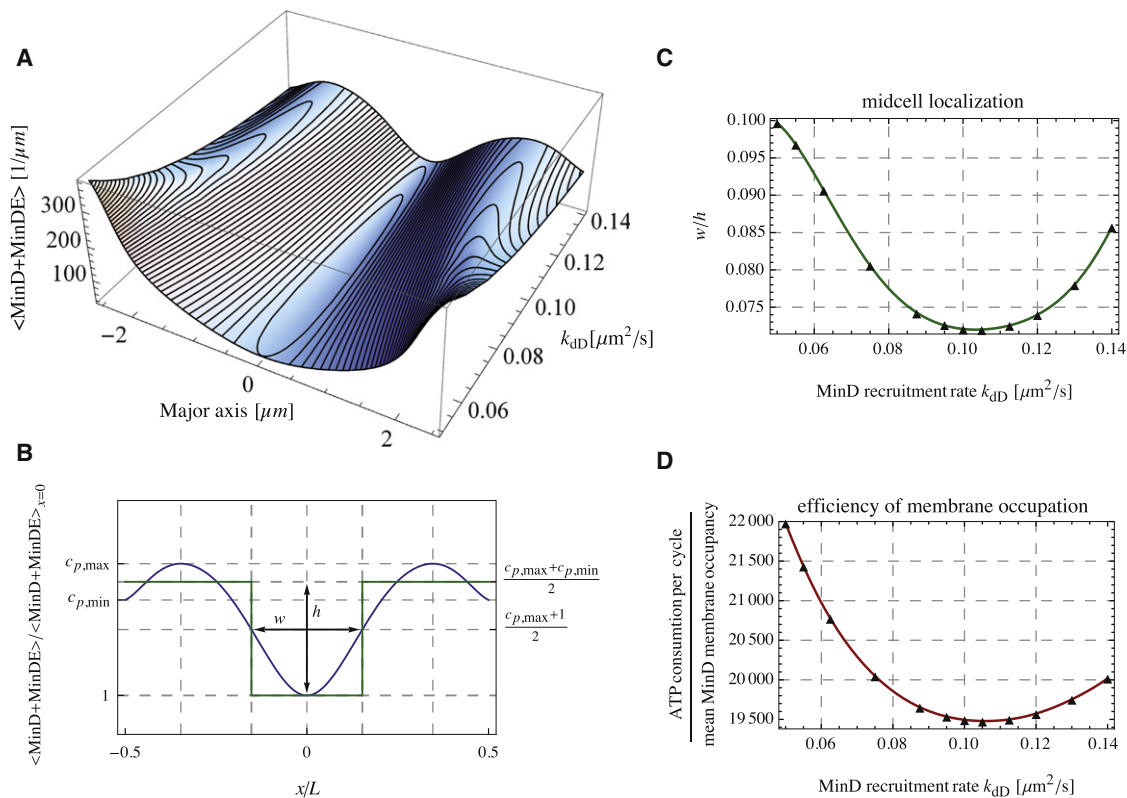 A
<MinD+MinDE> [1/μm]
300
200
100
−2
0
2
Major axis [μm]
0.14
0.12
0.10
0.08
0.06
k_dD[μm²/s]
B
<MinD+MinDE>/<MinD+MinDE>_x=0
c_p,max
c_p,min
1
w
h
(c_p,max+c_p,min)/2
(c_p,max+1)/2
−0.5
0
0.5
x/L
C
midcell localization
w/h
0.100
0.095
0.090
0.085
0.080
0.075
0.06
0.08
0.10
0.12
0.14
MinD recruitment rate k_dD [μm²/s]
D
efficiency of membrane occupation
ATP consumtion per cycle
mean MinD membrane occupancy
22 000
21 500
21 000
20 500
20 000
19 500
0.06
0.08
0.10
0.12
0.14
MinD recruitment rate k_dD [μm²/s]